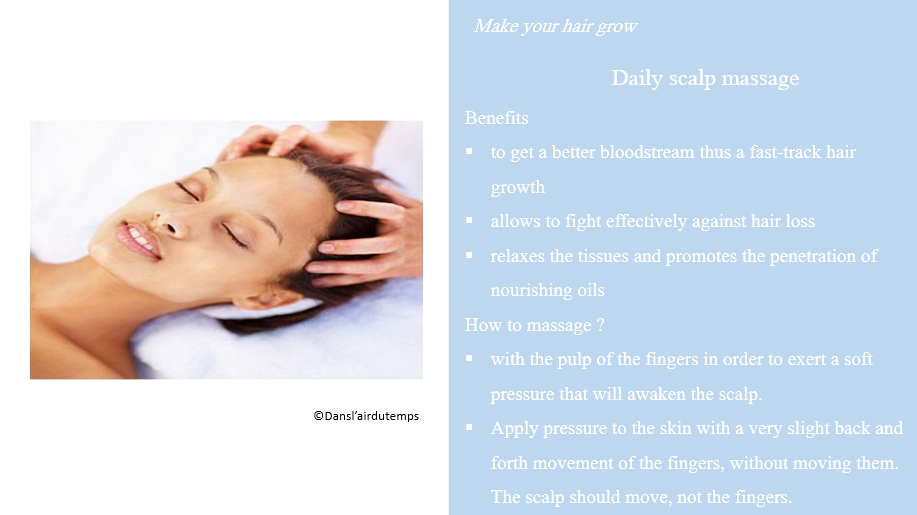 Make your hair grow
Daily scalp massage
Benefits
▪ to get a better bloodstream thus a fast-track hair
growth
▪ allows to fight effectively against hair loss
▪ relaxes the tissues and promotes the penetration of
nourishing oils
How to massage ?
▪ with the pulp of the fingers in order to exert a soft
pressure that will awaken the scalp.
▪ Apply pressure to the skin with a very slight back and
forth movement of the fingers, without moving them.
The scalp should move, not the fingers.
©Dansl’airdutemps